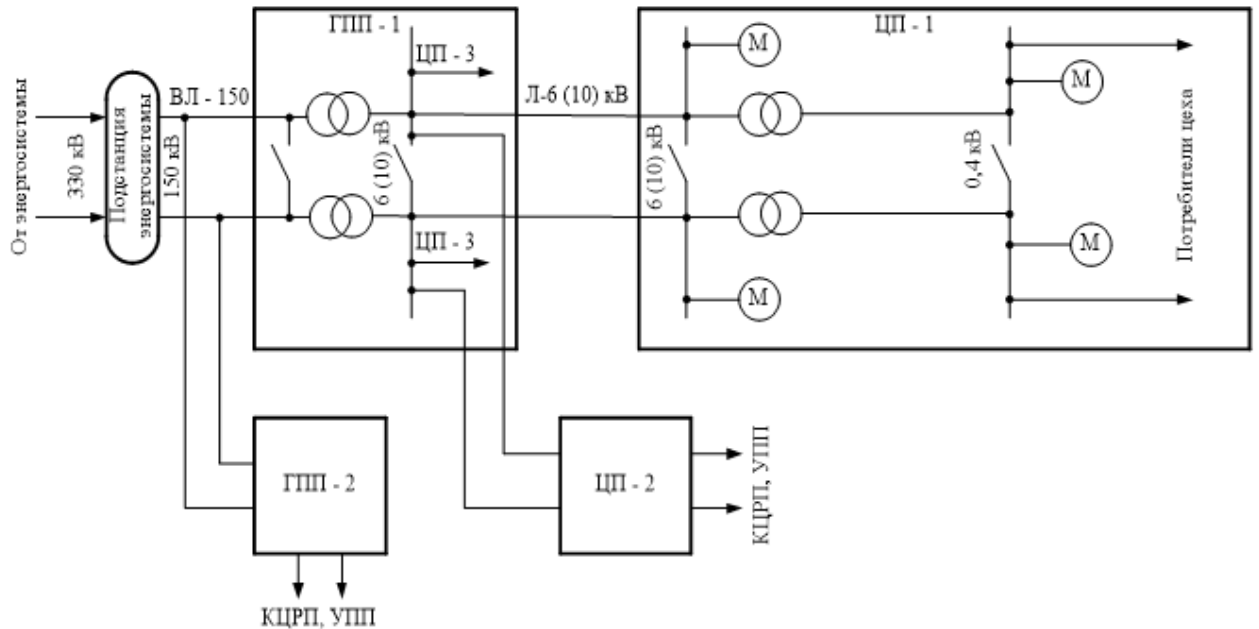 ГПП - 1
ЦП - 1
ЦП - 3
М
М
ВЛ - 150
Л-6 (10) кВ
От энергосистемы
330 кВ
Подстанция
энергосистемы
150 кВ
6 (10) кВ
6 (10) кВ
0,4 кВ
Потребители цеха
ЦП - 3
М
М
ГПП - 2
ЦП - 2
КЦРП, УПП
КЦРП, УПП